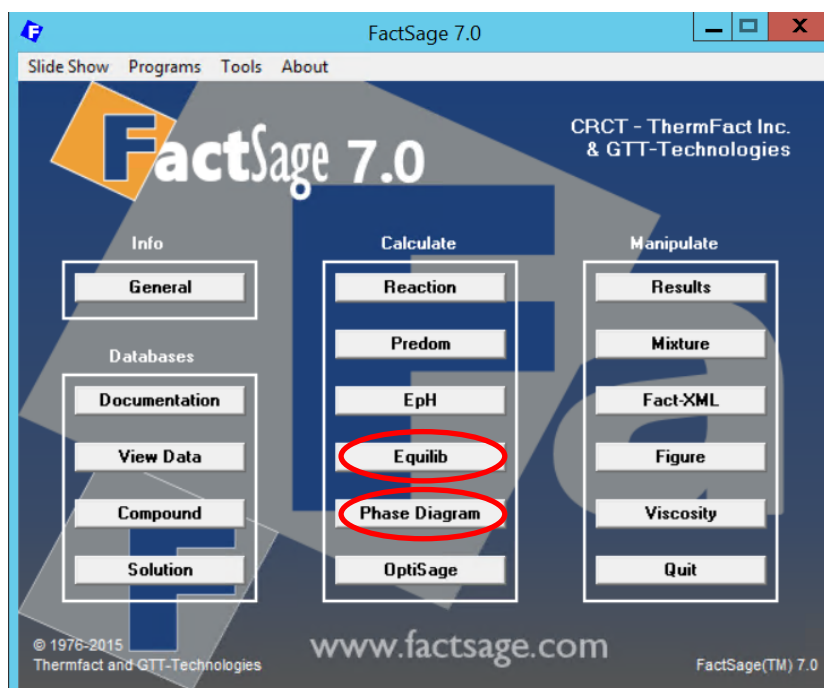 FactSage 7.0
Slide Show Programs Tools About
FactSage 7.0
CRCT - ThermFact Inc.
& GTT-Technologies
Info
General
Databases
Documentation
View Data
Compound
Solution
Calculate
Reaction
Predom
EpH
Equilib
Phase Diagram
OptiSage
Manipulate
Results
Mixture
Fact-XML
Figure
Viscosity
Quit
© 1976-2015
Thermfact and GTT-Technologies
www.factsage.com
FactSage(TM) 7.0